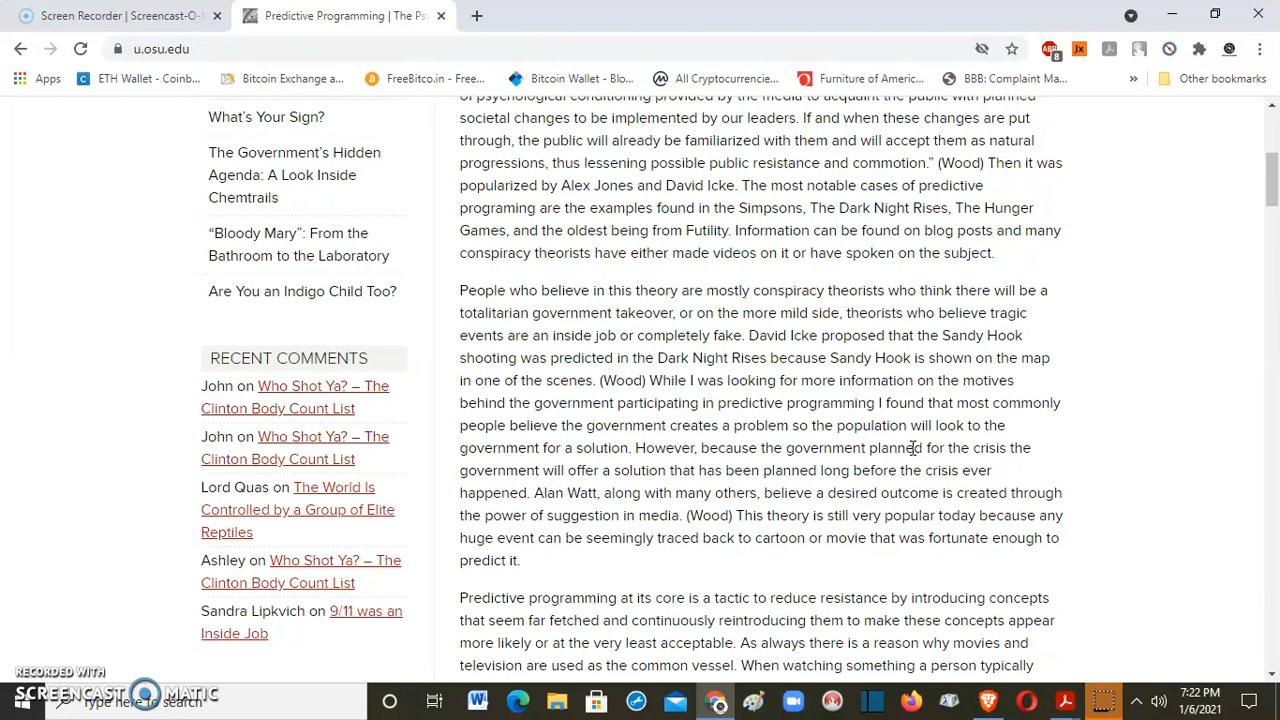 Screen Recorder | Screencast-O-
Predictive Programming | The Ps
u.osu.edu
ABP
8
Jx
Apps
ETH Wallet - Coinb...
Bitcoin Exchange a...
FreeBitco.in - Free...
Bitcoin Wallet - Blo...
All Cryptocurrencie...
Furniture of Americ...
BBB: Complaint Ma...
»
Other bookmarks
What's Your Sign?
The Government's Hidden
Agenda: A Look Inside
Chemtrails
"Bloody Mary": From the
Bathroom to the Laboratory
Are You an Indigo Child Too?
RECENT COMMENTS
John on Who Shot Ya? – The
Clinton Body Count List
John on Who Shot Ya? – The
Clinton Body Count List
Lord Quas on The World Is
Controlled by a Group of Elite
Reptiles
Ashley on Who Shot Ya? – The
Clinton Body Count List
Sandra Lipkvich on 9/11 was an
Inside Job
of psychological conditioning provided by the media to acquaint the public with planned
societal changes to be implemented by our leaders. If and when these changes are put
through, the public will already be familiarized with them and will accept them as natural
progressions, thus lessening possible public resistance and commotion." (Wood) Then it was
popularized by Alex Jones and David Icke. The most notable cases of predictive
programing are the examples found in the Simpsons, The Dark Night Rises, The Hunger
Games, and the oldest being from Futility. Information can be found on blog posts and many
conspiracy theorists have either made videos on it or have spoken on the subject.
People who believe in this theory are mostly conspiracy theorists who think there will be a
totalitarian government takeover, or on the more mild side, theorists who believe tragic
events are an inside job or completely fake. David Icke proposed that the Sandy Hook
shooting was predicted in the Dark Night Rises because Sandy Hook is shown on the map
in one of the scenes. (Wood) While I was looking for more information on the motives
behind the government participating in predictive programming I found that most commonly
people believe the government creates a problem so the population will look to the
government for a solution. However, because the government planned for the crisis the
government will offer a solution that has been planned long before the crisis ever
happened. Alan Watt, along with many others, believe a desired outcome is created through
the power of suggestion in media. (Wood) This theory is still very popular today because any
huge event can be seemingly traced back to cartoon or movie that was fortunate enough to
predict it.
Predictive programming at its core is a tactic to reduce resistance by introducing concepts
that seem far fetched and continuously reintroducing them to make these concepts appear
more likely or at the very least acceptable. As always there is a reason why movies and
television are used as the common vessel. When watching something a person typically
RECORDED WITH
SCREENCAST MATIC
Type here to search
7:22 PM
1/6/2021